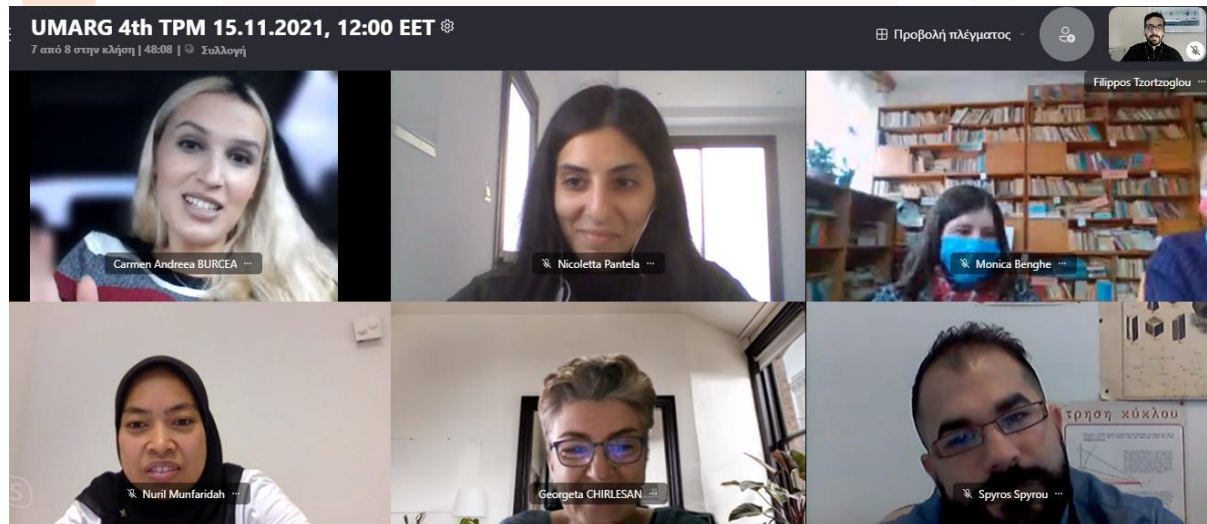 UMARG 4th TPM 15.11.2021, 12:00 EET
7 από 8 στην κλήση | 48:08 | Συλλογή
Προβολή πλέγματος
Filippos Tzortzoglou
Carmen Andreea BURCEA
Nicoletta Pantela
Monica Benghe
Nuril Munfaridah
Georgeta CHIRLESAN
Spyros Spyrou
τρηση κύκλου